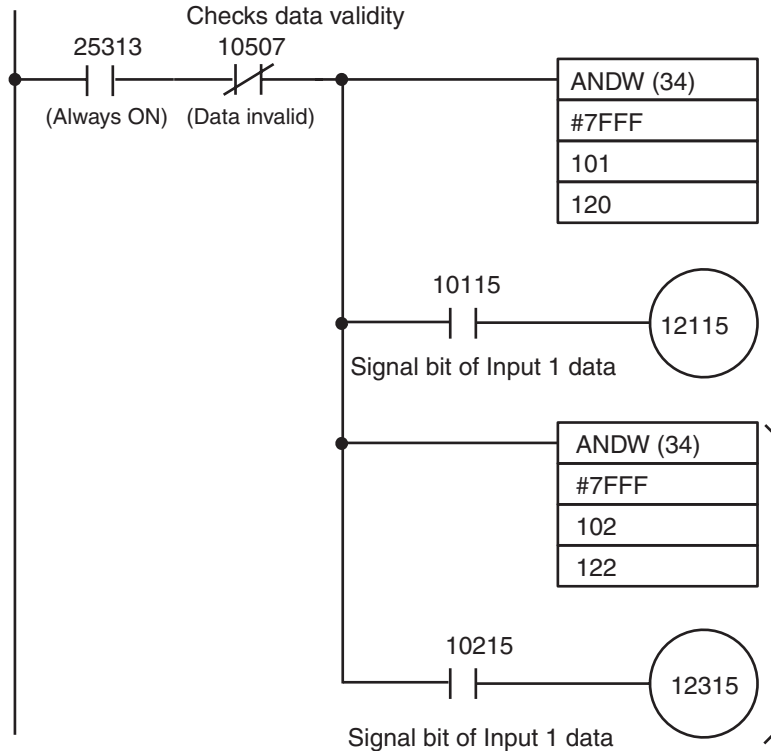 Checks data validity
25313
10507
(Always ON)
(Data invalid)
ANDW (34)
#7FFF
101
120
10115
12115
Signal bit of Input 1 data
ANDW (34)
#7FFF
102
122
10215
12315
Signal bit of Input 1 data